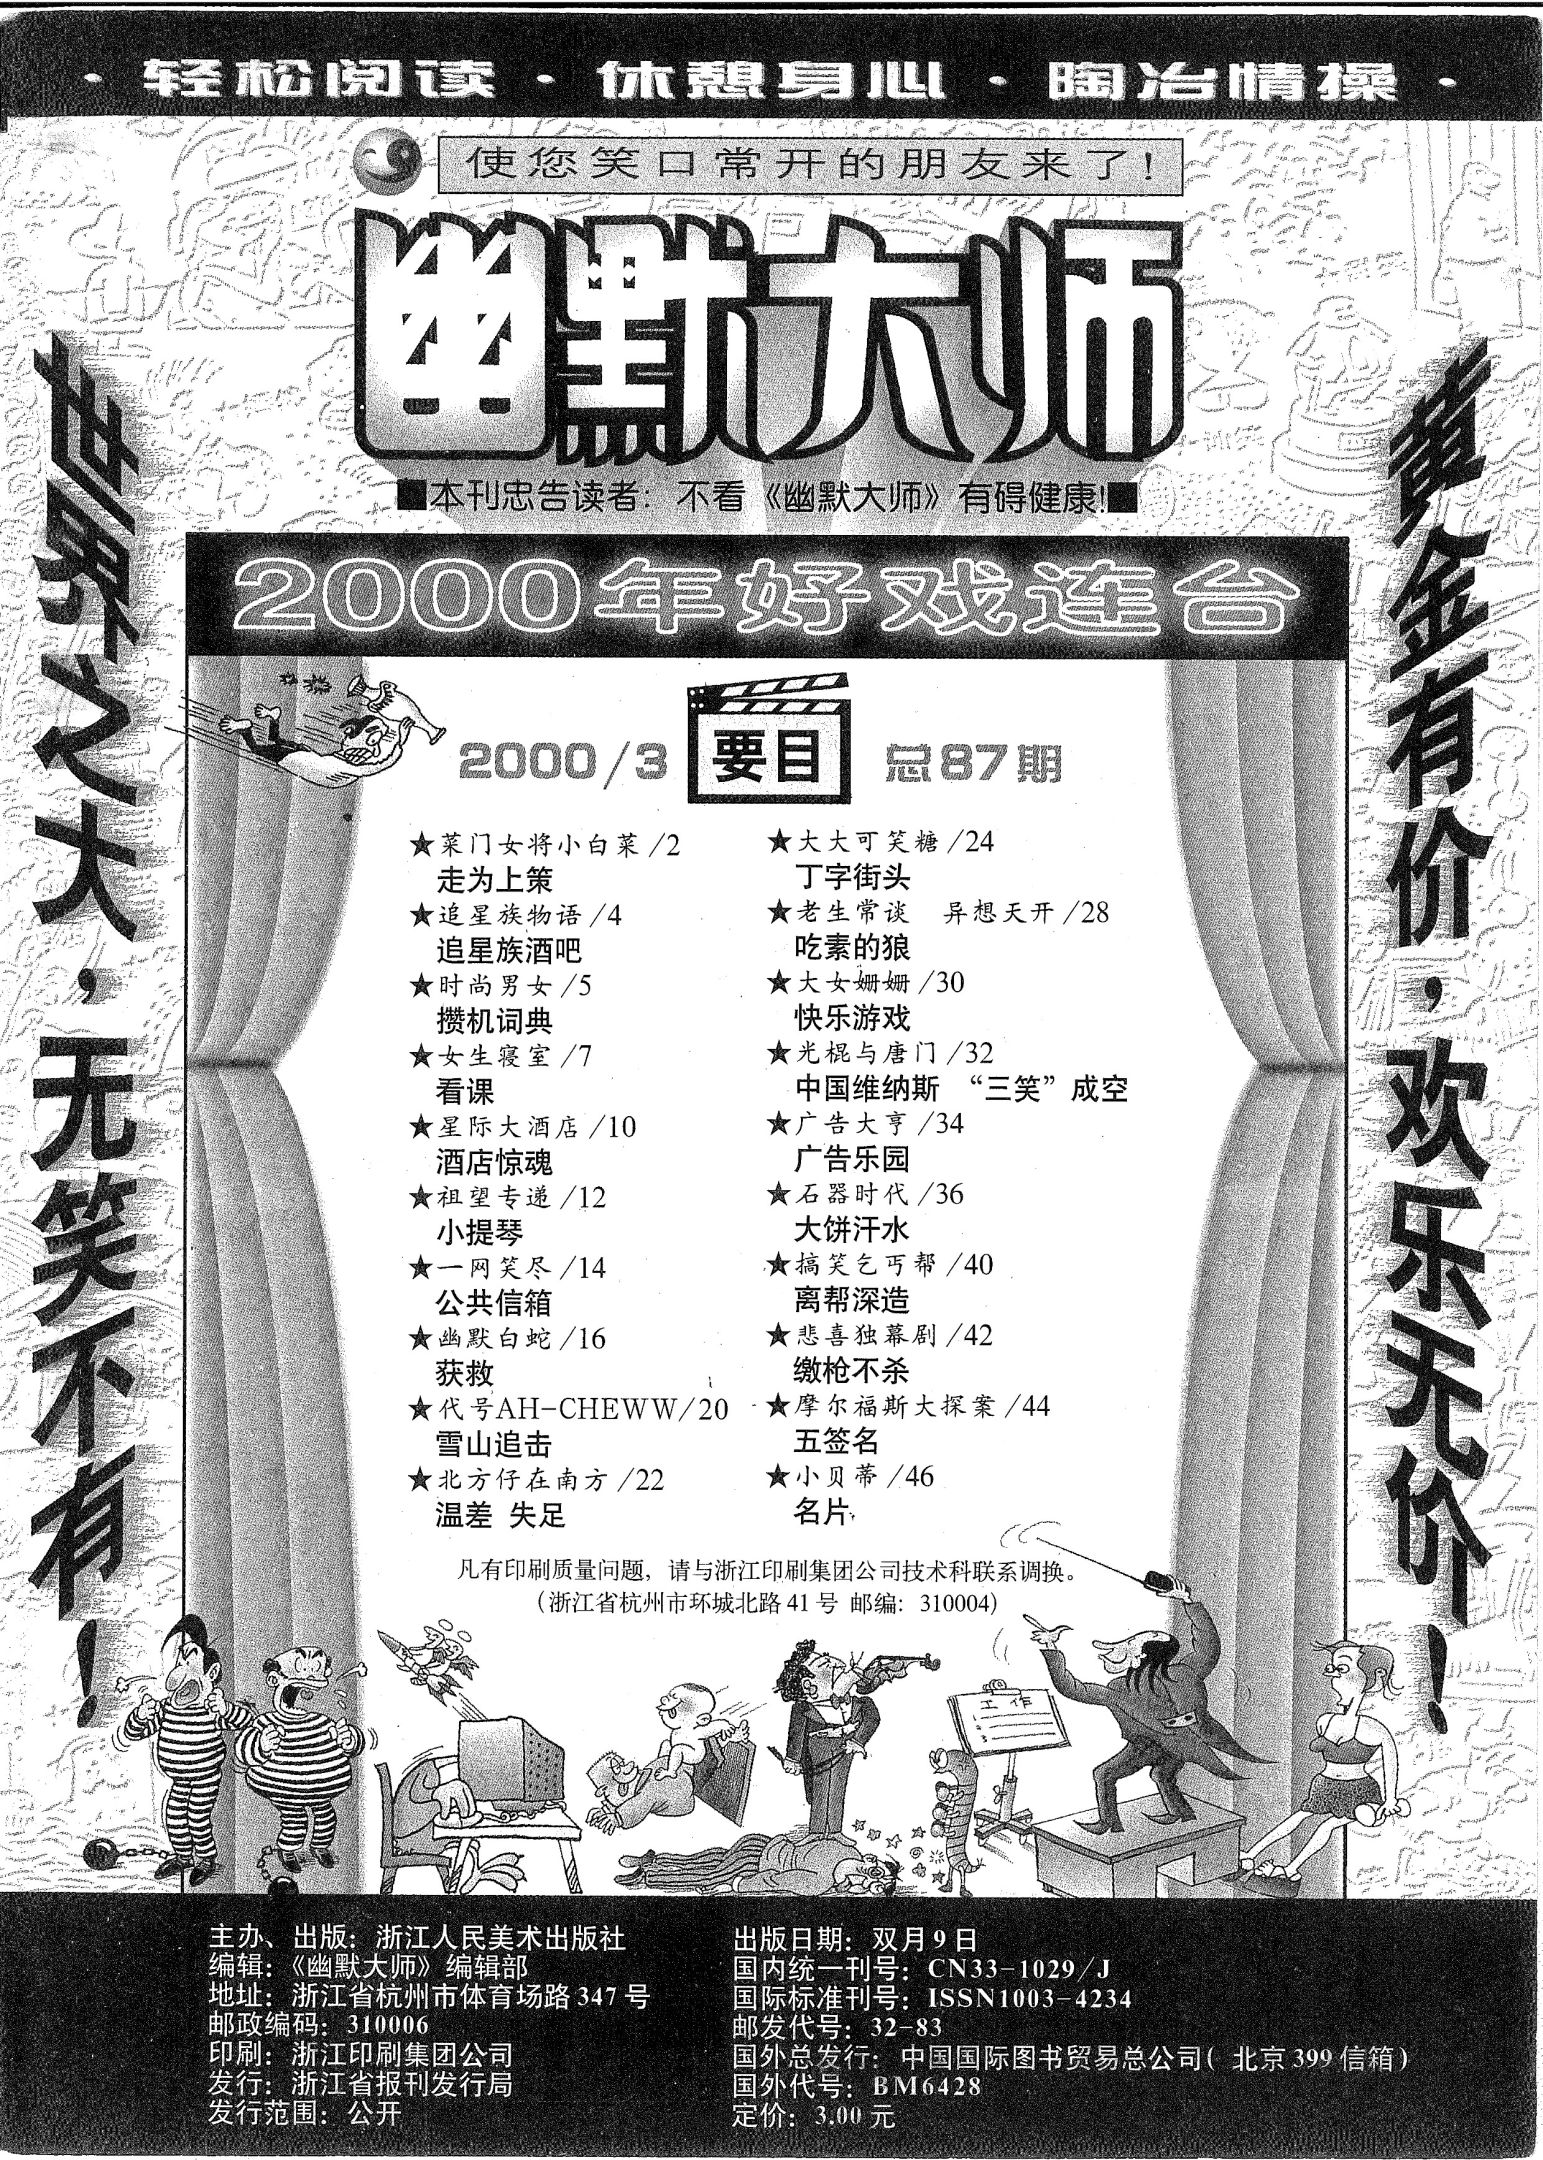 ·轻松阅读·休憩身心·陶冶情操·
使您笑口常开的朋友来了!
幽默大师
■本刊忠告读者:不看《幽默大师》有碍健康!■
世界之大,无笑不有!
黄金有价,欢乐无价!
2000年好戏连台
2000/3 要目 总87期
★菜门女将小白菜/2
走为上策
★追星族物语/4
追星族酒吧
★时尚男女/5
攒机词典
★女生寝室/7
看课
★星际大酒店/10
酒店惊魂
★祖望专递/12
小提琴
★一网笑尽/14
公共信箱
★幽默白蛇/16
获救
★代号AH-CHEWW/20
雪山追击
★北方仔在南方/22
温差 失足
★大大可笑糖/24
丁字街头
★老生常谈 异想天开/28
吃素的狼
★大女姗姗/30
快乐游戏
★光棍与唐门/32
中国维纳斯 “三笑”成空
★广告大亨/34
广告乐园
★石器时代/36
大饼汗水
★搞笑乞丐帮/40
离帮深造
★悲喜独幕剧/42
缴枪不杀
★摩尔福斯大探案/44
五签名
★小贝蒂/46
名片
凡有印刷质量问题,请与浙江印刷集团公司技术科联系调换。
(浙江省杭州市环城北路41号 邮编:310004)
工作
主办、出版:浙江人民美术出版社
编辑:《幽默大师》编辑部
地址:浙江省杭州市体育场路347号
邮政编码:310006
印刷:浙江印刷集团公司
发行:浙江省报刊发行局
发行范围:公开
出版日期:双月9日
国内统一刊号:CN33-1029/J
国际标准刊号:ISSN1003-4234
邮发代号:32-83
国外总发行:中国国际图书贸易总公司(北京399信箱)
国外代号:BM6428
定价:3.00元